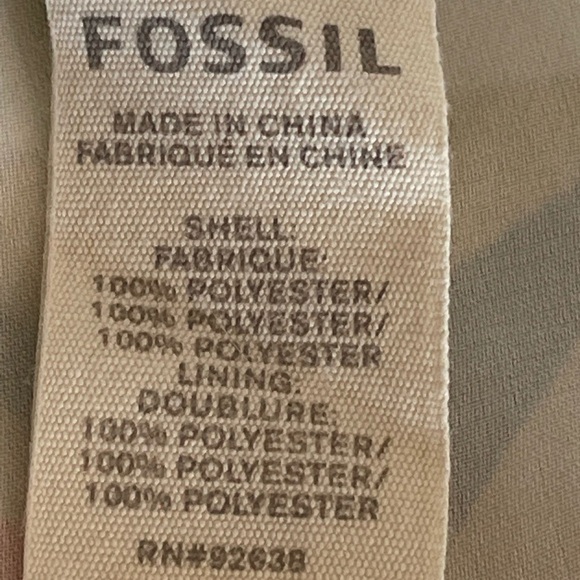 FOSSIL
MADE IN CHINA
FABRIQUÉ EN CHINE
SHELL:
FABRIQUE:
100% POLYESTER/
100% POLYESTER/
100% POLYESTER
LINING:
DOUBLURE:
100% POLYESTER/
100% POLYESTER/
100% POLYESTER
RN#92638